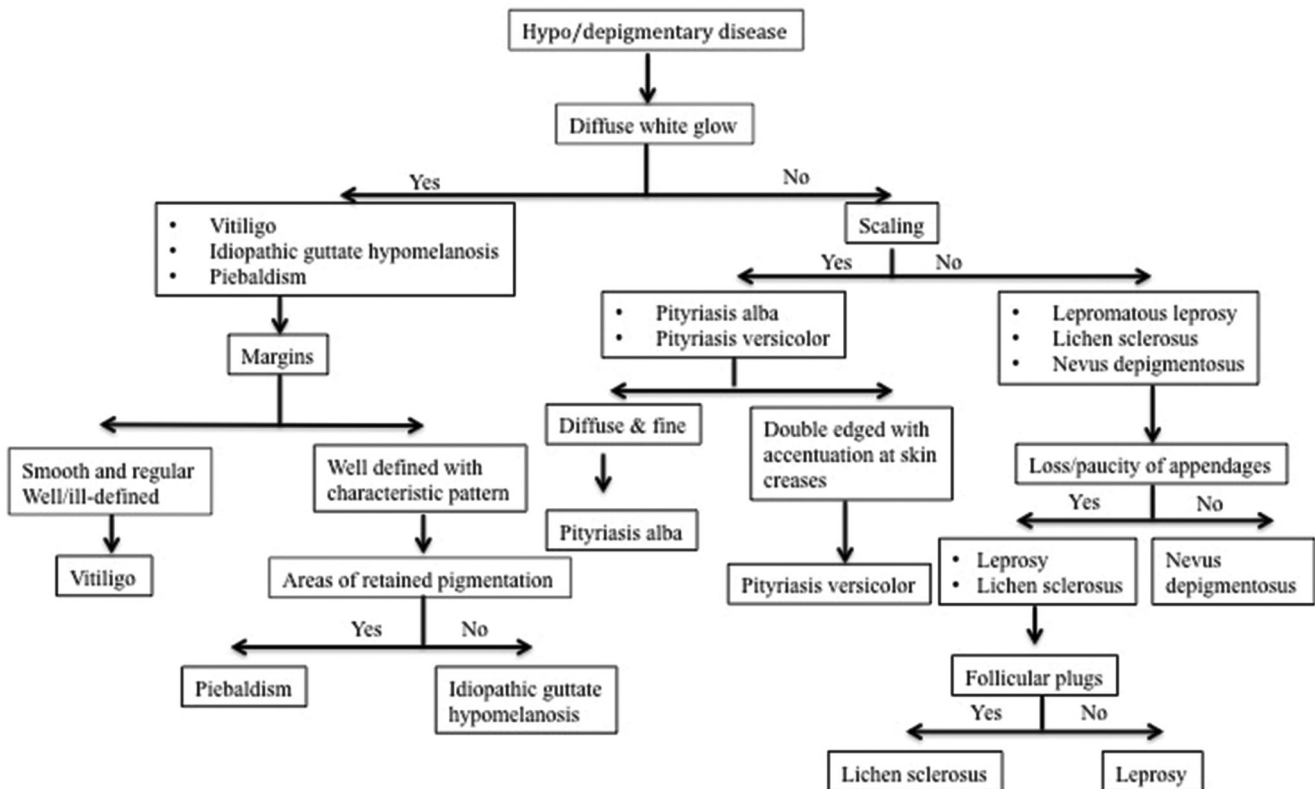 Hypo/depigmentary disease
Diffuse white glow
Yes
No
• Vitiligo
• Idiopathic guttate hypomelanosis
• Piebaldism
Scaling
Yes
No
Margins
• Pityriasis alba
• Pityriasis versicolor
• Lepromatous leprosy
• Lichen sclerosus
• Nevus depigmentosus
Smooth and regular
Well/ill-defined
Well defined with
characteristic pattern
Diffuse & fine
Double edged with
accentuation at skin
creases
Loss/paucity of appendages
Yes
No
Vitiligo
Areas of retained pigmentation
Pityriasis alba
Pityriasis versicolor
• Leprosy
• Lichen sclerosus
Nevus
depigmentosus
Yes
No
Piebaldism
Idiopathic guttate
hypomelanosis
Follicular plugs
Yes
No
Lichen sclerosus
Leprosy